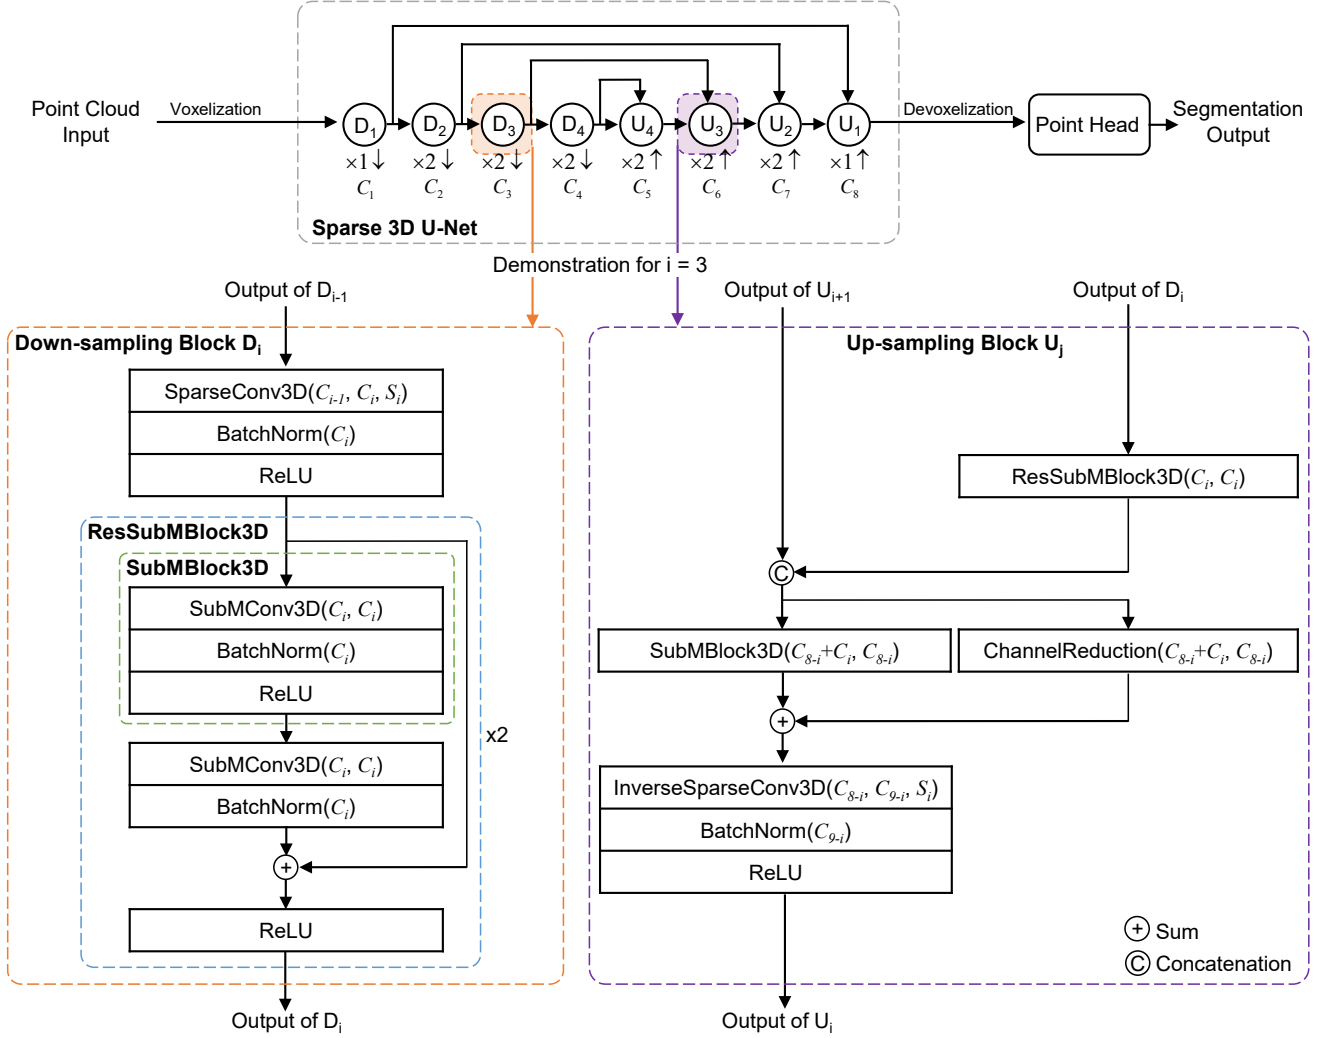 Point Cloud
Input
Voxelization
D1
D2
D3
D4
U4
U3
U2
U1
×1↓
×2↓
×2↓
×2↓
×2↑
×2↑
×2↑
×1↑
C1
C2
C3
C4
C5
C6
C7
C8
Devoxelization
Point Head
Segmentation
Output
Sparse 3D U-Net
Demonstration for i = 3
Output of Di-1
Down-sampling Block Di
SparseConv3D(Ci-1, Ci, Si)
BatchNorm(Ci)
ReLU
ResSubMBlock3D
SubMBlock3D
SubMConv3D(Ci, Ci)
BatchNorm(Ci)
ReLU
SubMConv3D(Ci, Ci)
BatchNorm(Ci)
+
ReLU
x2
Output of Di
Output of Ui+1
Output of Di
Up-sampling Block Uj
ResSubMBlock3D(Ci, Ci)
C
SubMBlock3D(C8-i+Ci, C8-i)
ChannelReduction(C8-i+Ci, C8-i)
+
InverseSparseConv3D(C8-i, C9-i, Si)
BatchNorm(C9-i)
ReLU
+ Sum
C Concatenation
Output of Ui